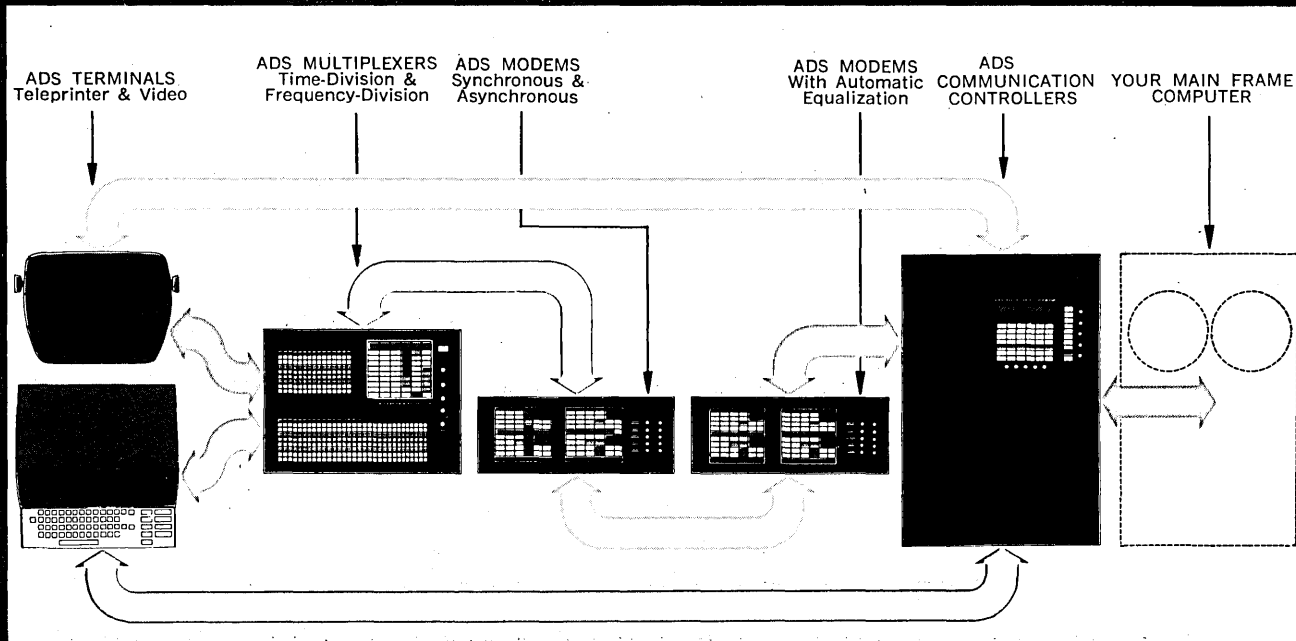 ADS TERMINALS
Teleprinter & Video
ADS MULTIPLEXERS
Time-Division &
Frequency-Division
ADS MODEMS
Synchronous &
Asynchronous
ADS MODEMS
With Automatic
Equalization
ADS
COMMUNICATION
CONTROLLERS
YOUR MAIN FRAME
COMPUTER